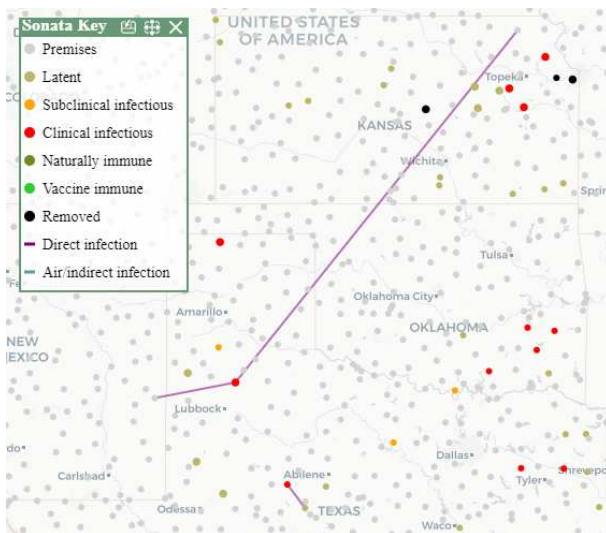 UNITED STATES
OF AMERICA
Sonata Key
Premises
Latent
Subclinical infectious
Clinical infectious
Naturally immune
Vaccine immune
Removed
Direct infection
Air/indirect infection
Topeka
KANSAS
Wichita
Tulsa
Oklahoma City
Amarillo
OKLAHOMA
NEW
MEXICO
Lubbock
Dallas
Carlsbad
Abilene
Tyler
Odessa
TEXAS
Waco